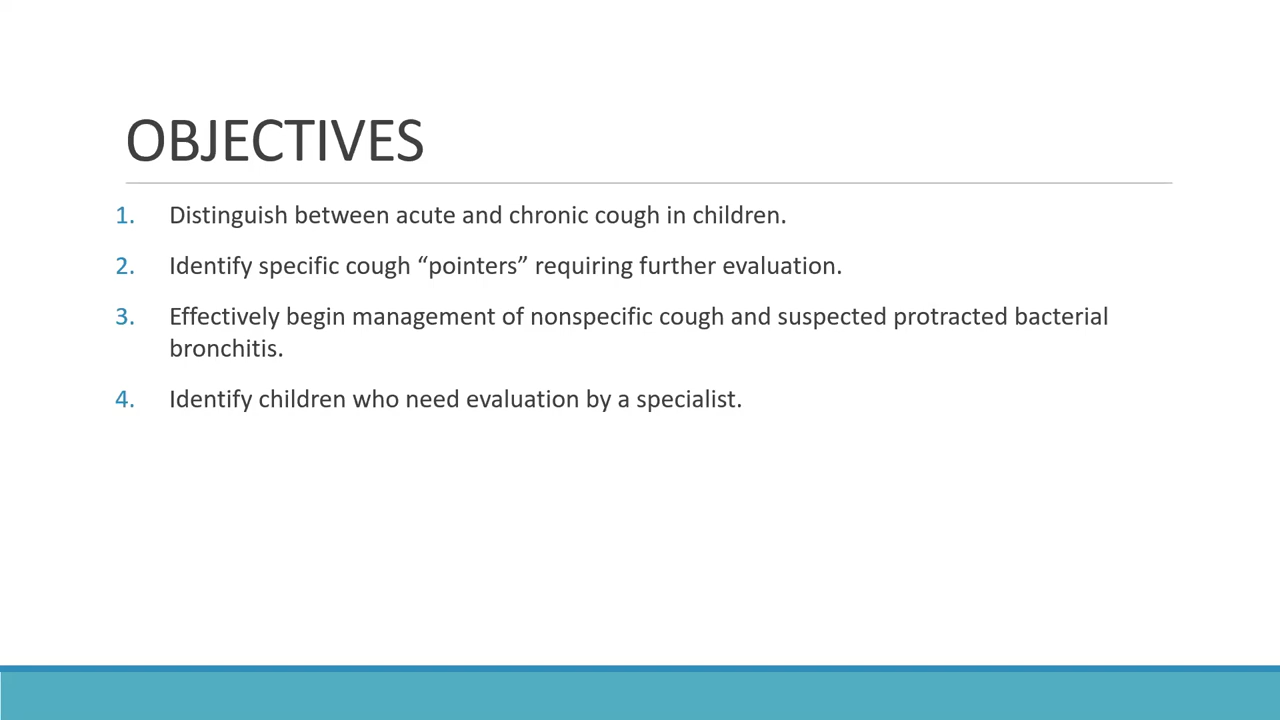 OBJECTIVES
1. Distinguish between acute and chronic cough in children.
2. Identify specific cough “pointers” requiring further evaluation.
3. Effectively begin management of nonspecific cough and suspected protracted bacterial
bronchitis.
4. Identify children who need evaluation by a specialist.